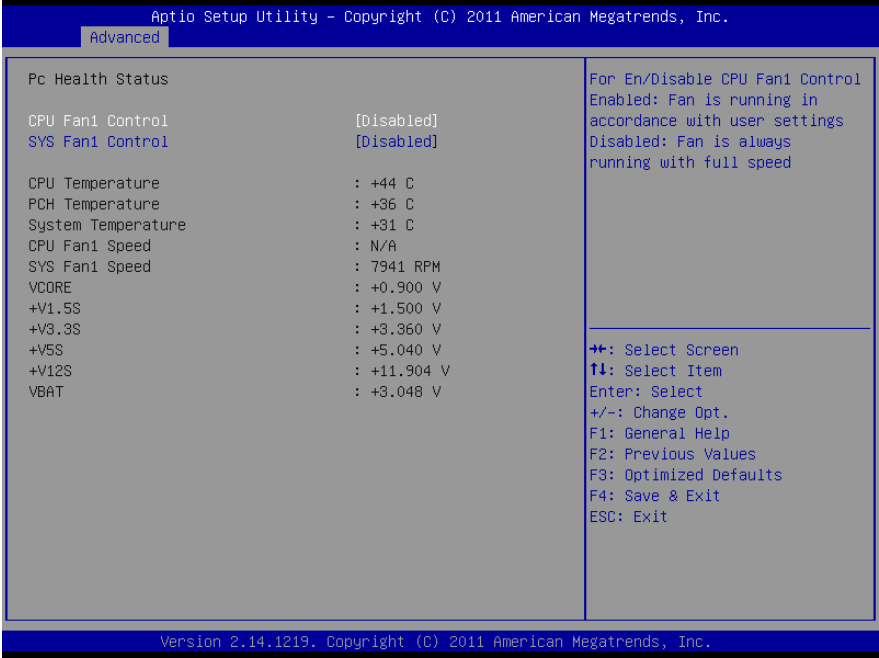 Aptio Setup Utility – Copyright (C) 2011 American Megatrends, Inc.
Advanced
Pc Health Status
CPU Fan1 Control [Disabled]
SYS Fan1 Control [Disabled]
CPU Temperature : +44 C
PCH Temperature : +36 C
System Temperature : +31 C
CPU Fan1 Speed : N/A
SYS Fan1 Speed : 7941 RPM
VCORE : +0.900 V
+V1.5S : +1.500 V
+V3.3S : +3.360 V
+V5S : +5.040 V
+V12S : +11.904 V
VBAT : +3.048 V
For En/Disable CPU Fan1 Control
Enabled: Fan is running in
accordance with user settings
Disabled: Fan is always
running with full speed
→←: Select Screen
↑↓: Select Item
Enter: Select
+/-: Change Opt.
F1: General Help
F2: Previous Values
F3: Optimized Defaults
F4: Save & Exit
ESC: Exit
Version 2.14.1219. Copyright (C) 2011 American Megatrends, Inc.